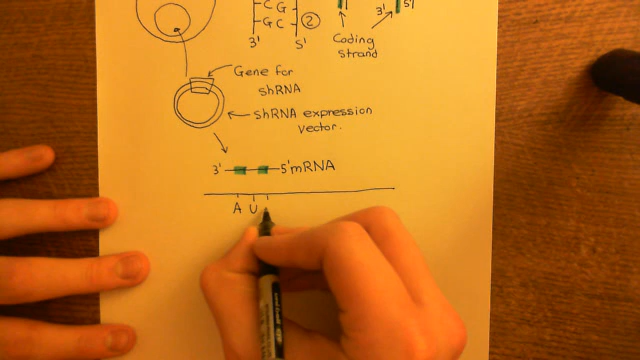 C G
G C
②
3' 5'
3' 5'
Coding
strand
Gene for
shRNA
shRNA expression
vector.
3' 5' mRNA
A U